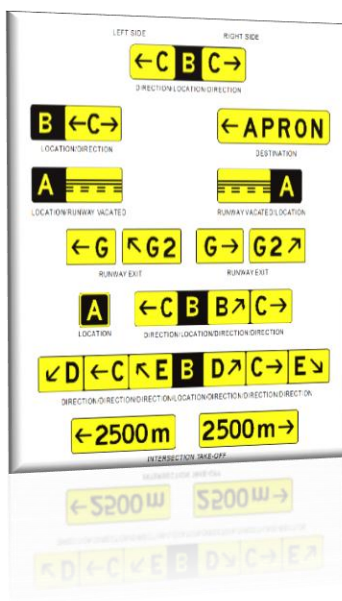 LEFT SIDE RIGHT SIDE
←C B C→
DIRECTION/LOCATION/DIRECTION
B ←C→ ←APRON
LOCATION/DIRECTION DESTINATION
A A
LOCATION/RUNWAY VACATED RUNWAY VACATED/LOCATION
←G ↖G2 G→ G2↗
RUNWAY EXIT RUNWAY EXIT
A ←C B B↗ C→
LOCATION DIRECTION/LOCATION/DIRECTION/DIRECTION
↙D ←C ↖E B D↗ C→ E↘
DIRECTION/DIRECTION/DIRECTION/LOCATION/DIRECTION/DIRECTION/DIRECTION
←2500m 2500m→
INTERSECTION TAKE-OFF